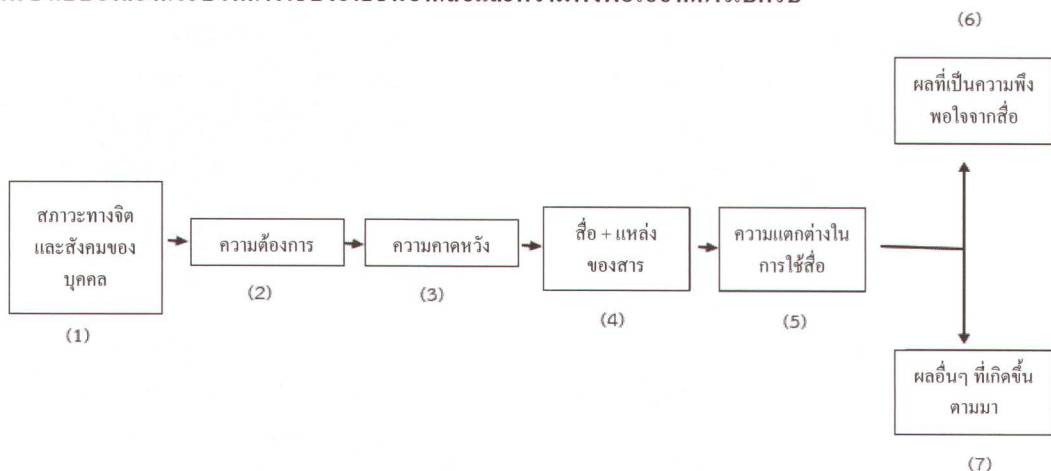 (6)
ผลที่เป็นความพึง
พอใจจากสื่อ
สภาวะทางจิต
และสังคมของ
บุคคล
(1)
ความต้องการ
(2)
ความคาดหวัง
(3)
สื่อ + แหล่ง
ของสาร
(4)
ความแตกต่างใน
การใช้สื่อ
(5)
ผลอื่นๆ ที่เกิดขึ้น
ตามมา
(7)